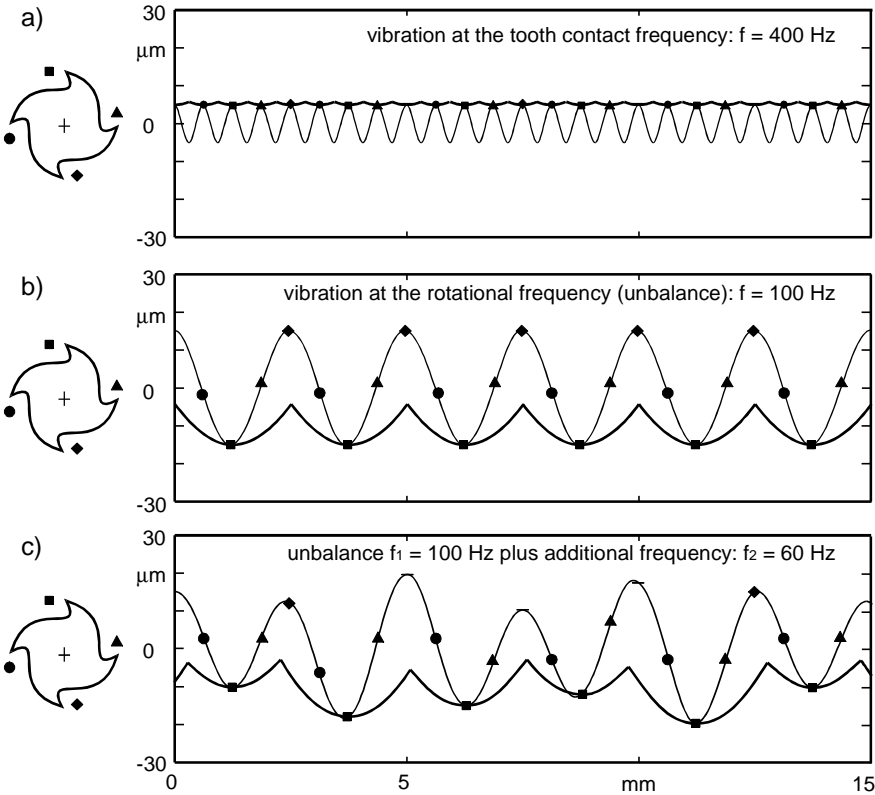 a)
30
vibration at the tooth contact frequency: f = 400 Hz
µm
0
-30
b)
30
vibration at the rotational frequency (unbalance): f = 100 Hz
µm
0
-30
c)
30
unbalance f₁ = 100 Hz plus additional frequency: f₂ = 60 Hz
µm
0
-30
0 5 mm 15